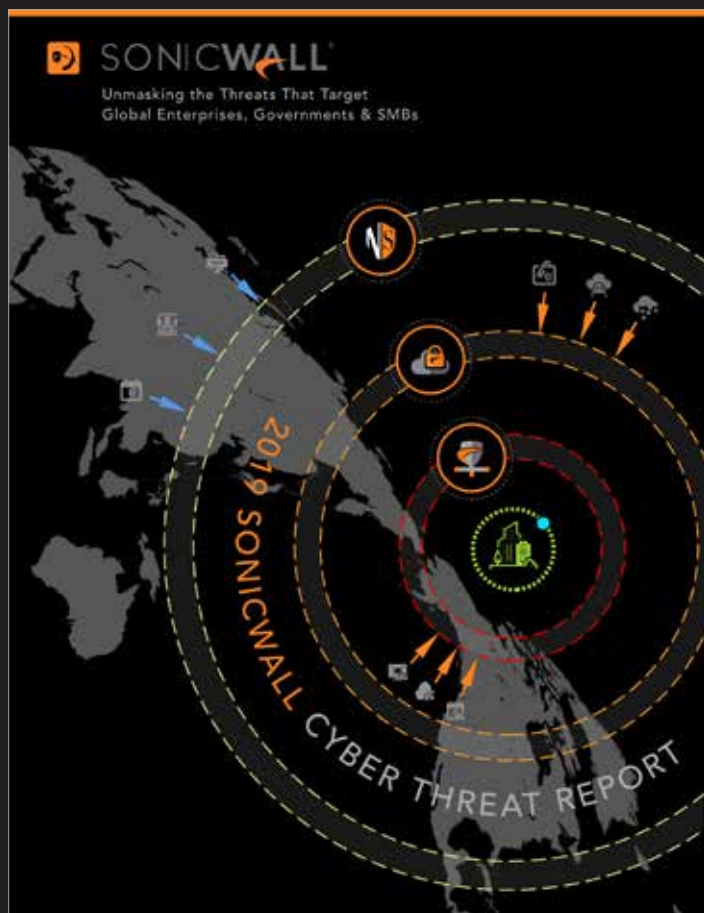 SONICWALL
Unmasking the Threats That Target
Global Enterprises, Governments & SMBs
2019 SONICWALL CYBER THREAT REPORT